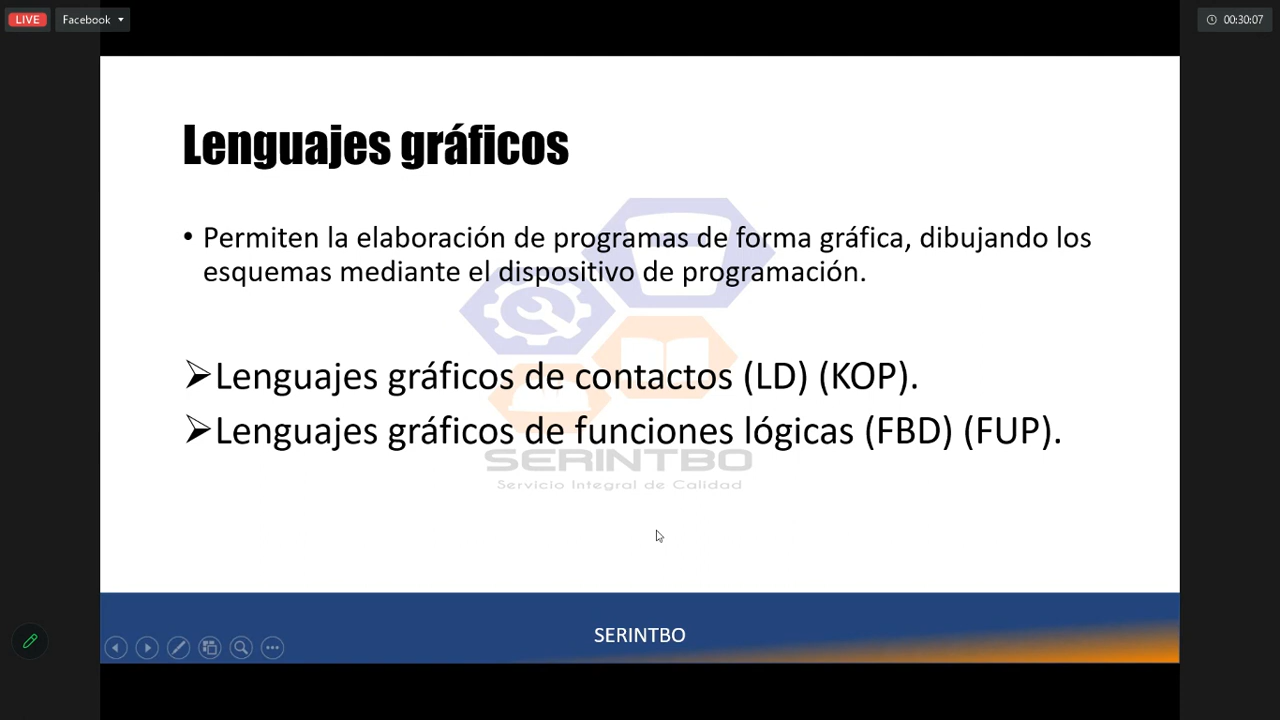 LIVE
Facebook
00:30:07
Lenguajes gráficos
• Permiten la elaboración de programas de forma gráfica, dibujando los
esquemas mediante el dispositivo de programación.
➢Lenguajes gráficos de contactos (LD) (KOP).
➢Lenguajes gráficos de funciones lógicas (FBD) (FUP).
SERINTBO
Servicio Integral de Calidad
SERINTBO